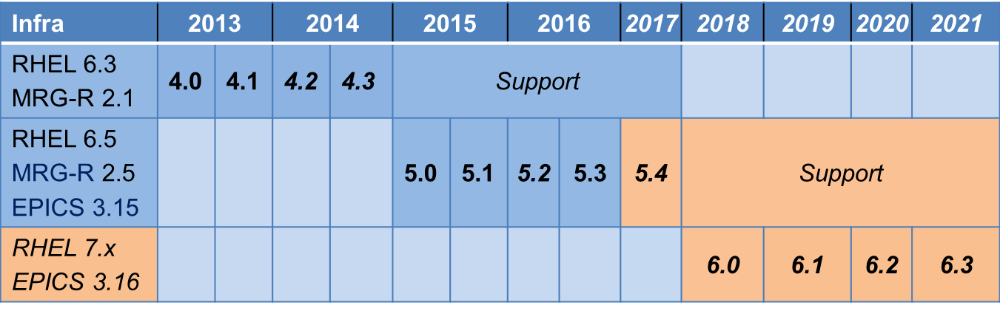 Infra 2013 2014 2015 2016 2017 2018 2019 2020 2021
RHEL 6.3
MRG-R 2.1
4.0 4.1 4.2 4.3 Support
RHEL 6.5
MRG-R 2.5
EPICS 3.15
5.0 5.1 5.2 5.3 5.4 Support
RHEL 7.x
EPICS 3.16
6.0 6.1 6.2 6.3